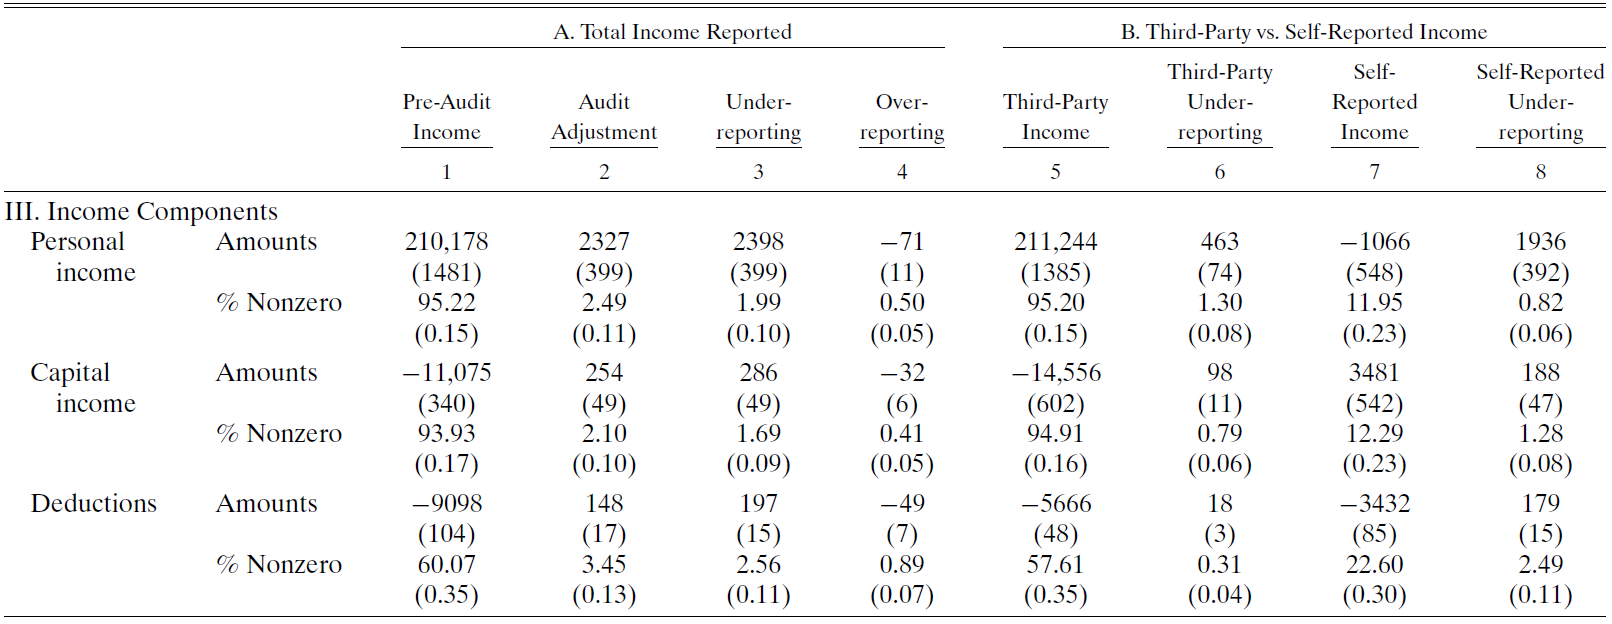 A. Total Income Reported B. Third-Party vs. Self-Reported Income
Third-Party Self- Self-Reported
Pre-Audit Audit Under- Over- Third-Party Under- Reported Under-
Income Adjustment reporting reporting Income reporting Income reporting
1 2 3 4 5 6 7 8
III. Income Components
Personal Amounts 210,178 2327 2398 −71 211,244 463 −1066 1936
income (1481) (399) (399) (11) (1385) (74) (548) (392)
% Nonzero 95.22 2.49 1.99 0.50 95.20 1.30 11.95 0.82
(0.15) (0.11) (0.10) (0.05) (0.15) (0.08) (0.23) (0.06)
Capital Amounts −11,075 254 286 −32 −14,556 98 3481 188
income (340) (49) (49) (6) (602) (11) (542) (47)
% Nonzero 93.93 2.10 1.69 0.41 94.91 0.79 12.29 1.28
(0.17) (0.10) (0.09) (0.05) (0.16) (0.06) (0.23) (0.08)
Deductions Amounts −9098 148 197 −49 −5666 18 −3432 179
(104) (17) (15) (7) (48) (3) (85) (15)
% Nonzero 60.07 3.45 2.56 0.89 57.61 0.31 22.60 2.49
(0.35) (0.13) (0.11) (0.07) (0.35) (0.04) (0.30) (0.11)